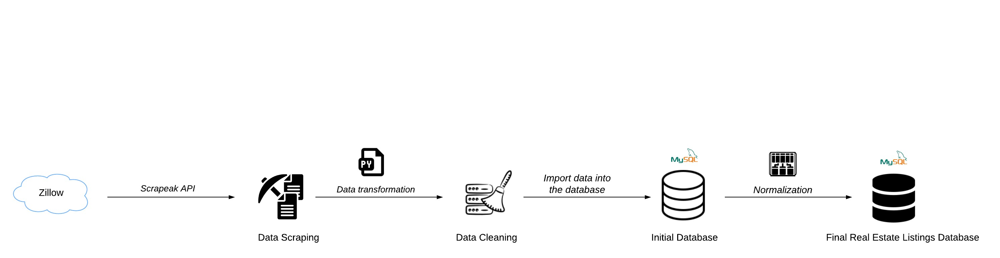 Zillow
Scrapeak API
Data Scraping
PY
Data transformation
Data Cleaning
Import data into
the database
MySQL
Initial Database
Normalization
MySQL
Final Real Estate Listings Database